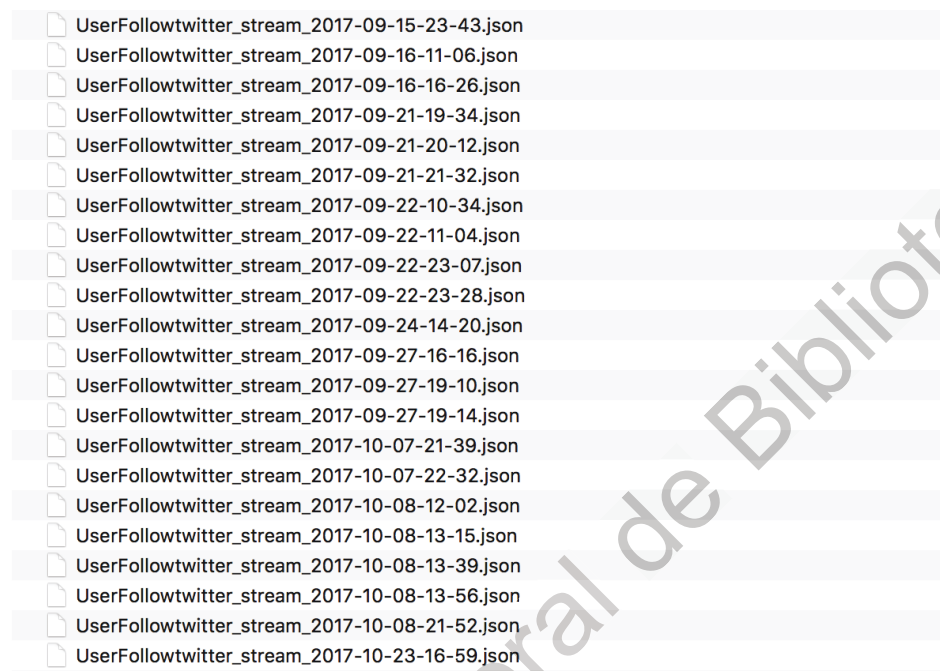 UserFollowtwitter_stream_2017-09-15-23-43.json
UserFollowtwitter_stream_2017-09-16-11-06.json
UserFollowtwitter_stream_2017-09-16-16-26.json
UserFollowtwitter_stream_2017-09-21-19-34.json
UserFollowtwitter_stream_2017-09-21-20-12.json
UserFollowtwitter_stream_2017-09-21-21-32.json
UserFollowtwitter_stream_2017-09-22-10-34.json
UserFollowtwitter_stream_2017-09-22-11-04.json
UserFollowtwitter_stream_2017-09-22-23-07.json
UserFollowtwitter_stream_2017-09-22-23-28.json
UserFollowtwitter_stream_2017-09-24-14-20.json
UserFollowtwitter_stream_2017-09-27-16-16.json
UserFollowtwitter_stream_2017-09-27-19-10.json
UserFollowtwitter_stream_2017-09-27-19-14.json
UserFollowtwitter_stream_2017-10-07-21-39.json
UserFollowtwitter_stream_2017-10-07-22-32.json
UserFollowtwitter_stream_2017-10-08-12-02.json
UserFollowtwitter_stream_2017-10-08-13-15.json
UserFollowtwitter_stream_2017-10-08-13-39.json
UserFollowtwitter_stream_2017-10-08-13-56.json
UserFollowtwitter_stream_2017-10-08-21-52.json
UserFollowtwitter_stream_2017-10-23-16-59.json
ral de Bibliot